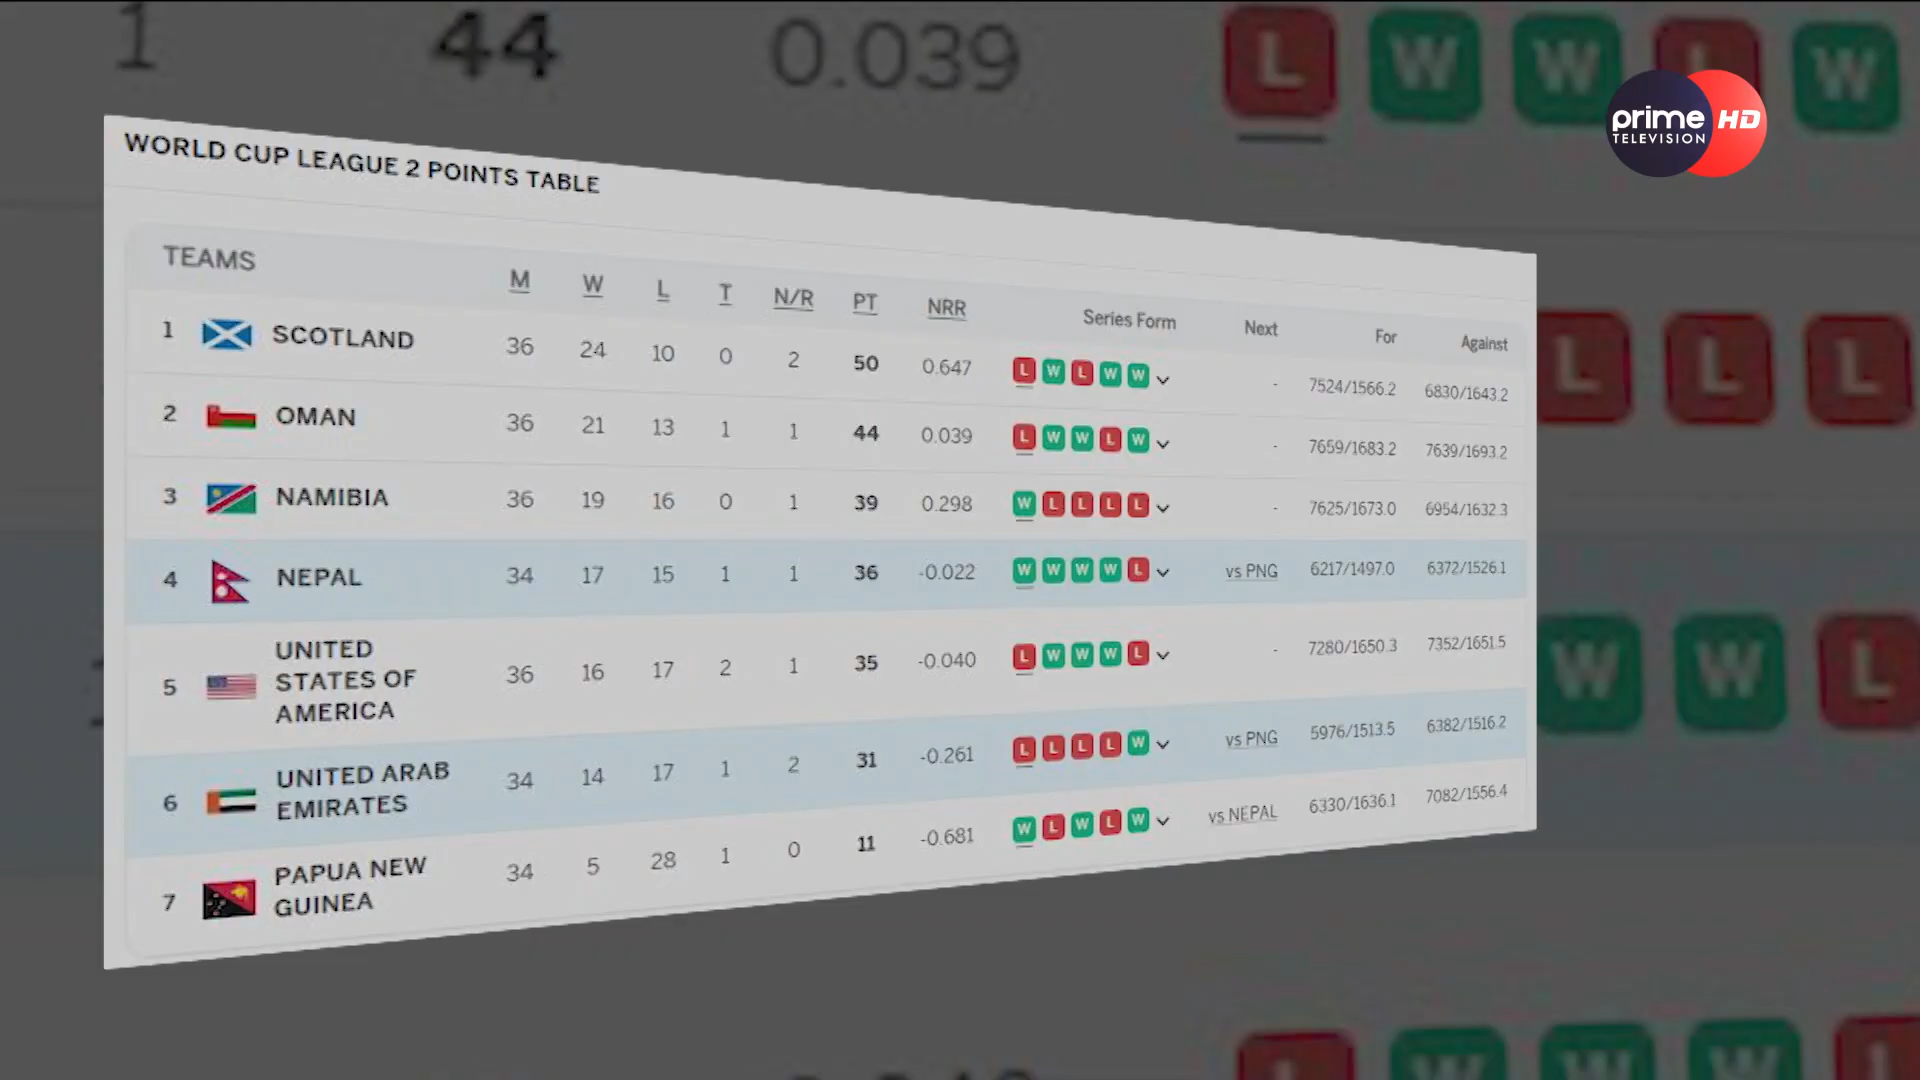 1 44 0.039 L W W L W
prime HD
TELEVISION
WORLD CUP LEAGUE 2 POINTS TABLE
TEAMS M W L T N/R PT NRR Series Form Next For Against
1 SCOTLAND 36 24 10 0 2 50 0.647 L W L W W - 7524/1566.2 6830/1643.2
2 OMAN 36 21 13 1 1 44 0.039 L W W L W - 7659/1683.2 7639/1693.2
3 NAMIBIA 36 19 16 0 1 39 0.298 W L L L L - 7625/1673.0 6954/1632.3
L L L
4 NEPAL 34 17 15 1 1 36 -0.022 W W W W L vs PNG 6217/1497.0 6372/1526.1
5 UNITED STATES OF AMERICA 36 16 17 2 1 35 -0.040 L W W W L - 7280/1650.3 7352/1651.5
W W L
6 UNITED ARAB EMIRATES 34 14 17 1 2 31 -0.261 L L L L W vs PNG 5976/1513.5 6382/1516.2
7 PAPUA NEW GUINEA 34 5 28 1 0 11 -0.681 W L W L W vs NEPAL 6330/1636.1 7082/1556.4
L W W W L